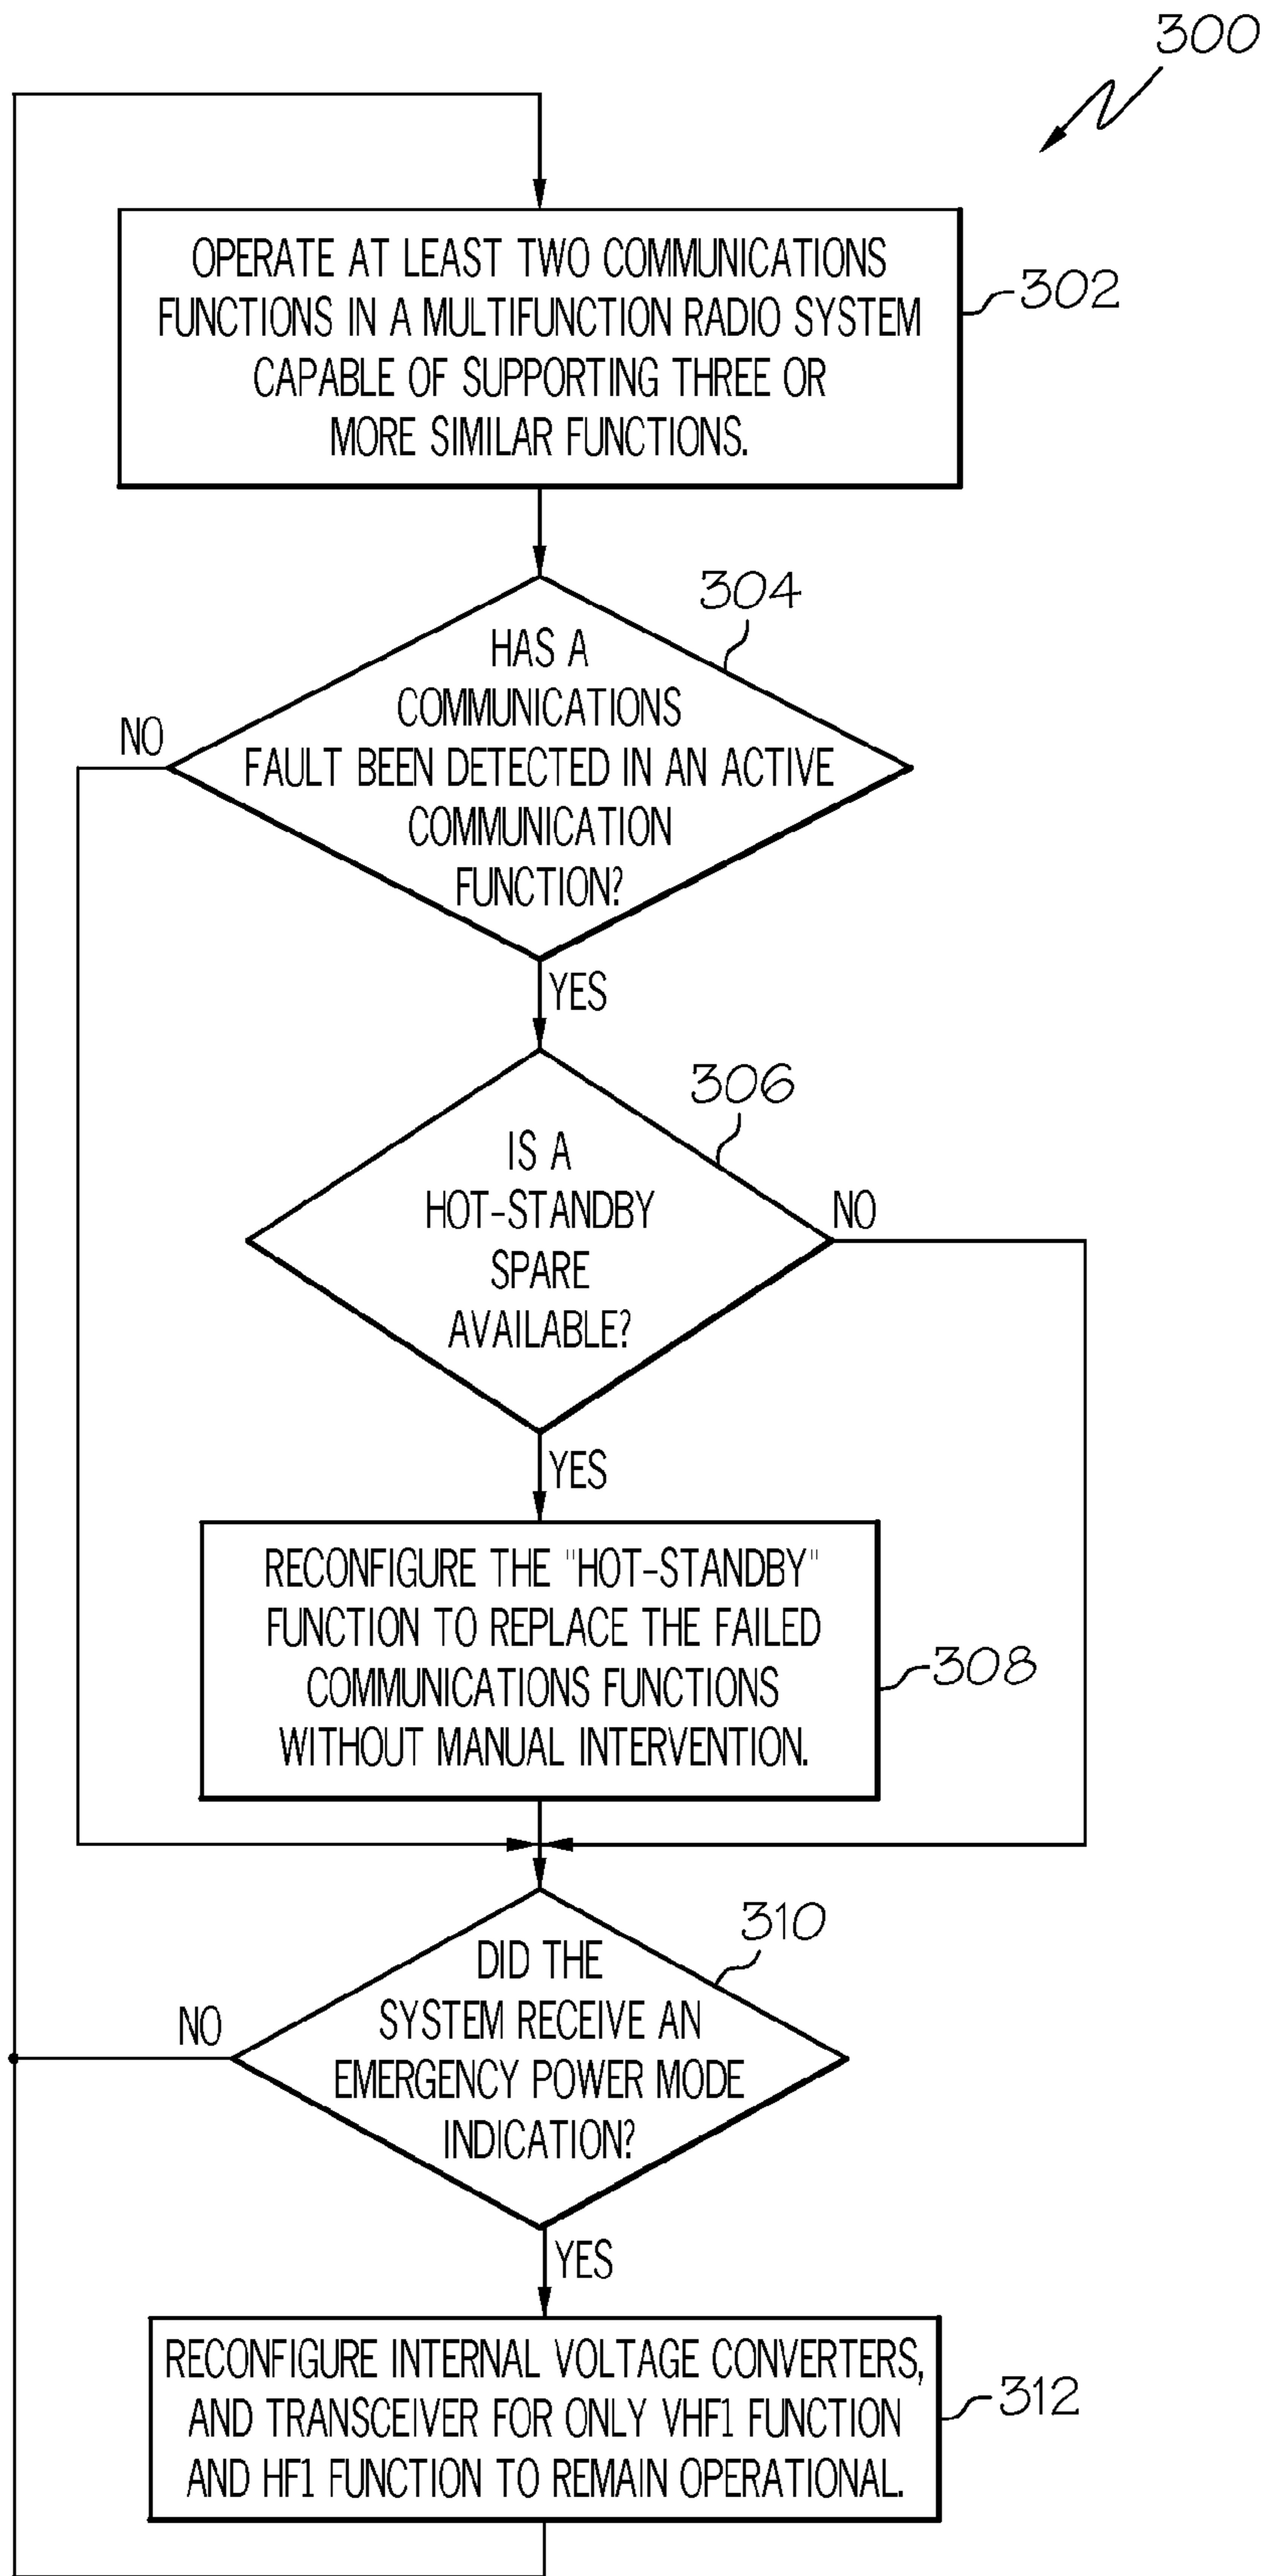 300
OPERATE AT LEAST TWO COMMUNICATIONS
FUNCTIONS IN A MULTIFUNCTION RADIO SYSTEM
CAPABLE OF SUPPORTING THREE OR
MORE SIMILAR FUNCTIONS.
302
304
HAS A
COMMUNICATIONS
FAULT BEEN DETECTED IN AN ACTIVE
COMMUNICATION
FUNCTION?
NO
YES
306
IS A
HOT-STANDBY
SPARE
AVAILABLE?
NO
YES
RECONFIGURE THE "HOT-STANDBY"
FUNCTION TO REPLACE THE FAILED
COMMUNICATIONS FUNCTIONS
WITHOUT MANUAL INTERVENTION.
308
310
DID THE
SYSTEM RECEIVE AN
EMERGENCY POWER MODE
INDICATION?
NO
YES
RECONFIGURE INTERNAL VOLTAGE CONVERTERS,
AND TRANSCEIVER FOR ONLY VHF1 FUNCTION
AND HF1 FUNCTION TO REMAIN OPERATIONAL.
312